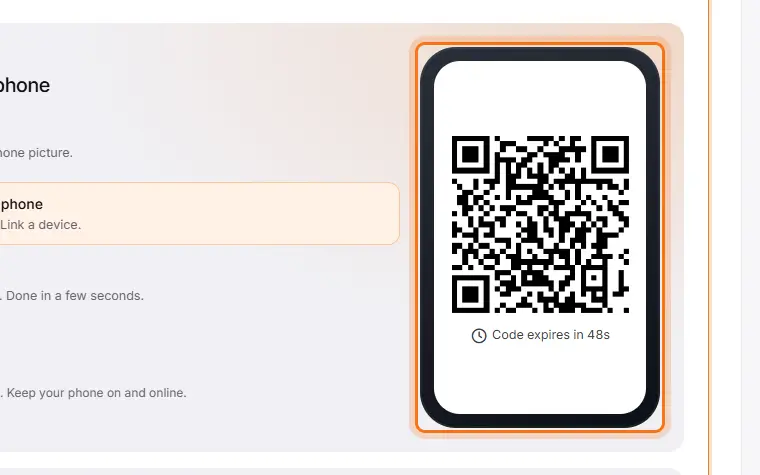 phone
hone picture.
phone
Link a device.
. Done in a few seconds.
. Keep your phone on and online.
Code expires in 48s